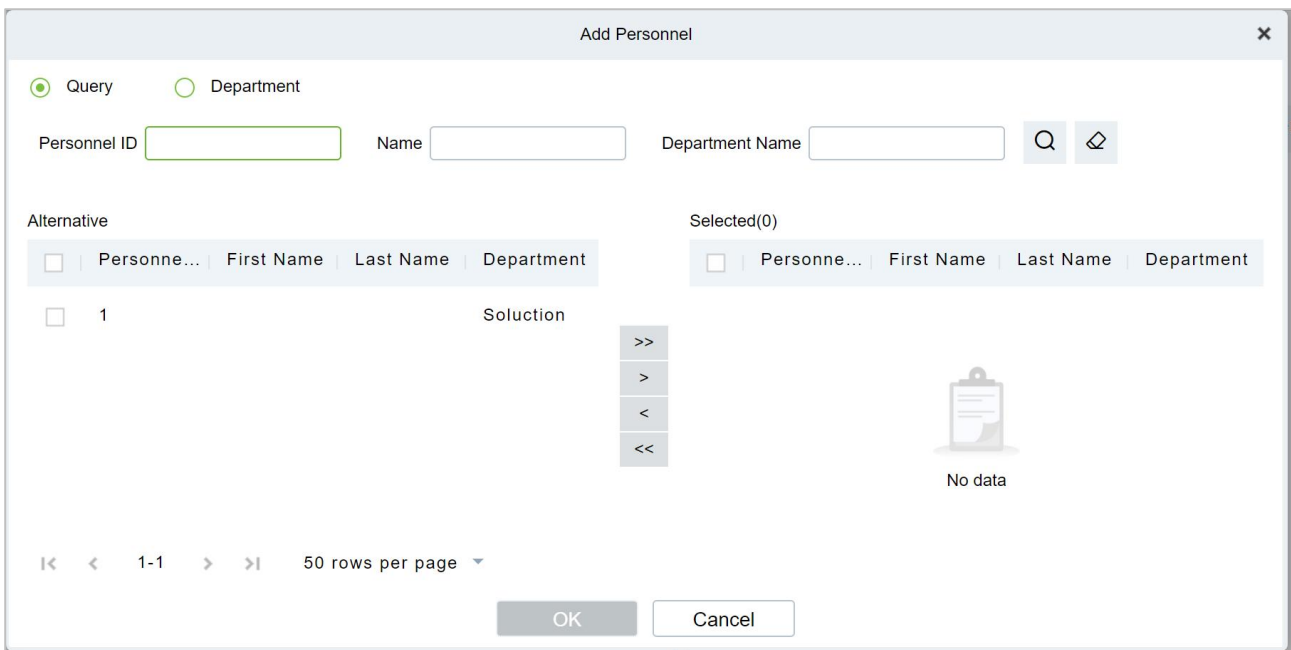 Add Personnel
Query Department
Personnel ID Name Department Name
Alternative Selected(0)
Personne... First Name Last Name Department Personne... First Name Last Name Department
1 Soluction
>>
>
<
<<
No data
1-1 50 rows per page
OK Cancel